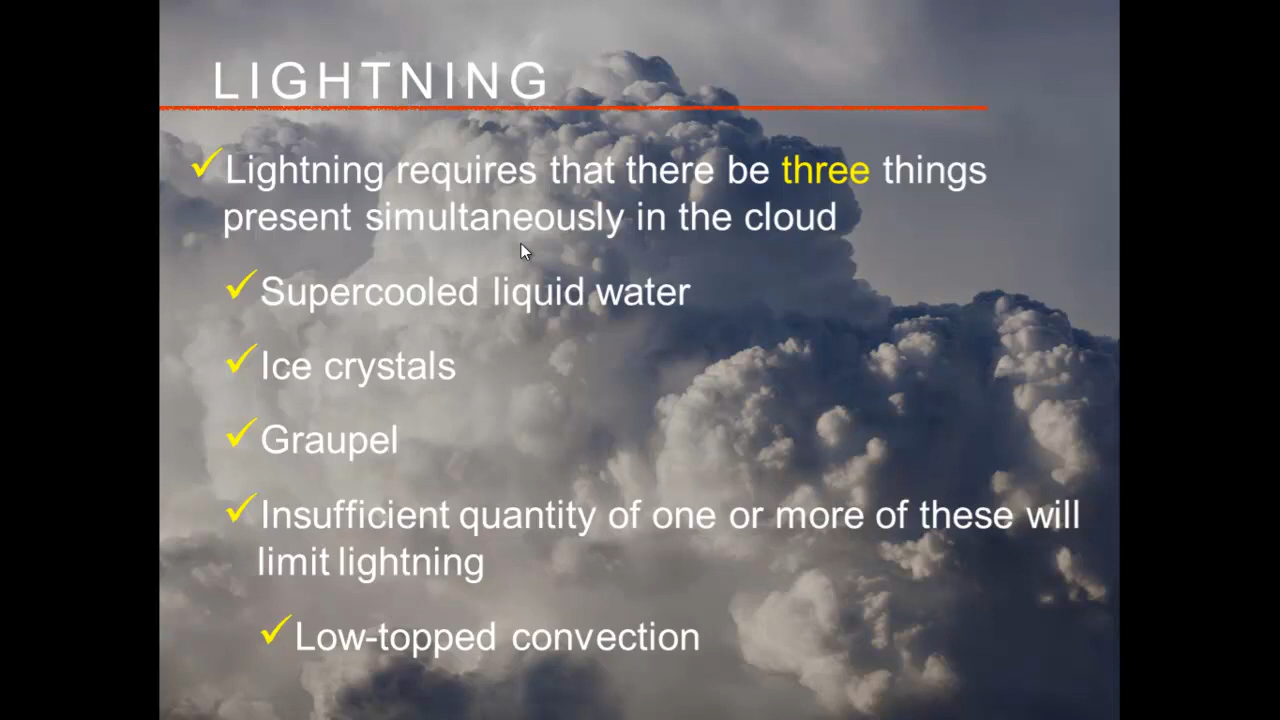 LIGHTNING
Lightning requires that there be three things
present simultaneously in the cloud
Supercooled liquid water
Ice crystals
Graupel
Insufficient quantity of one or more of these will
limit lightning
Low-topped convection